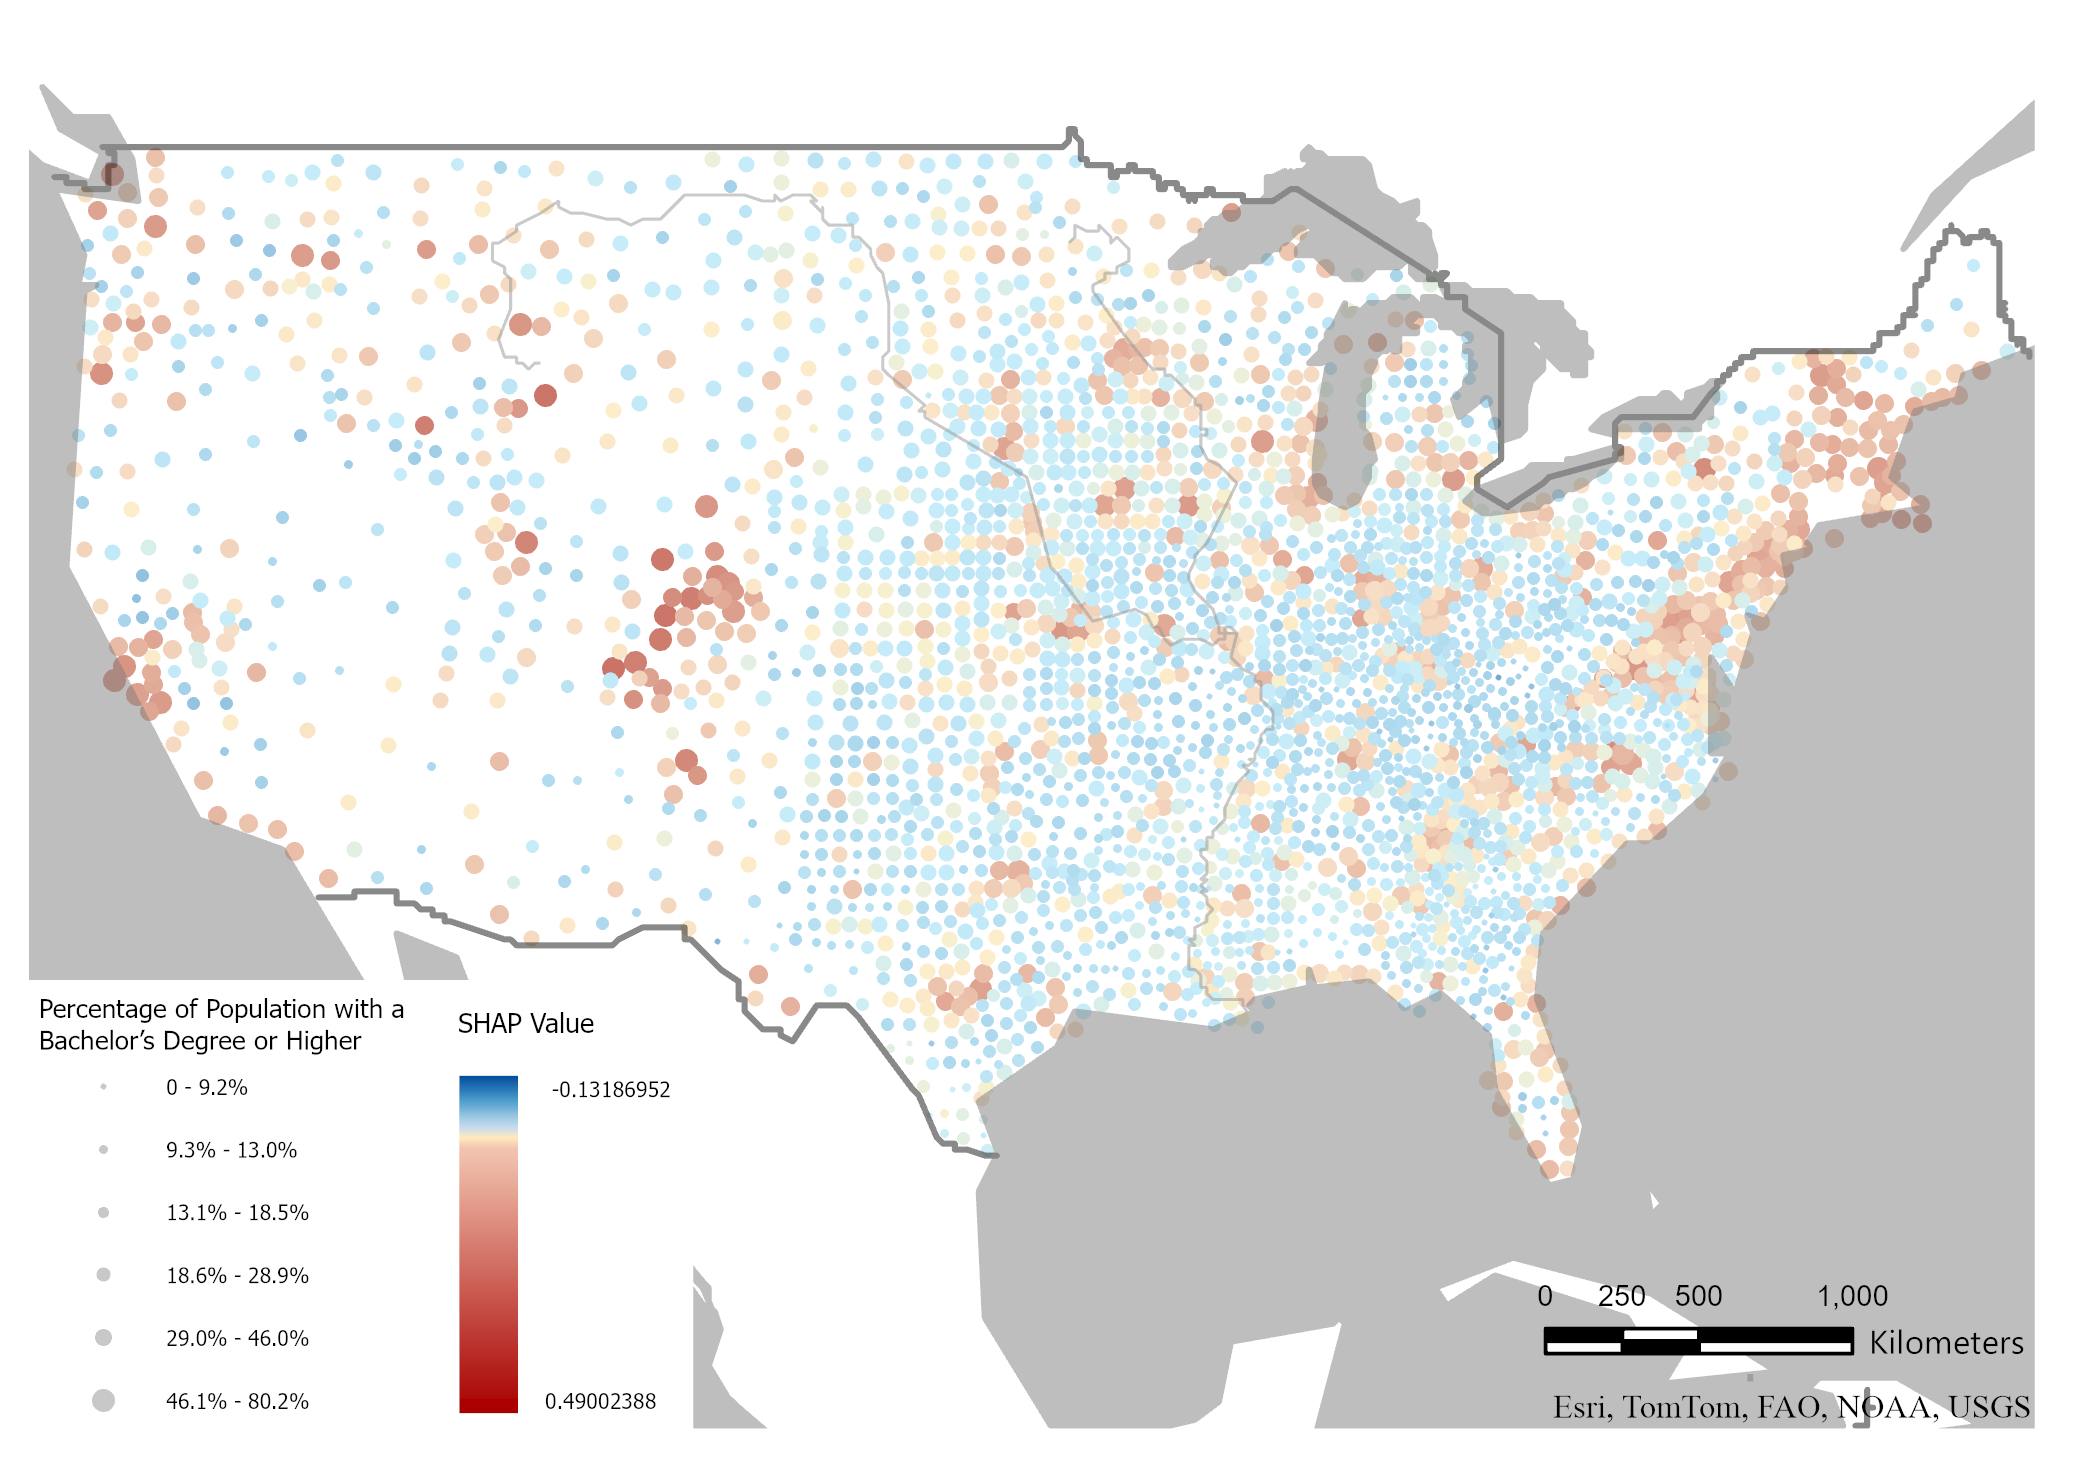 Percentage of Population with a
Bachelor's Degree or Higher
0 - 9.2%
9.3% - 13.0%
13.1% - 18.5%
18.6% - 28.9%
29.0% - 46.0%
46.1% - 80.2%
SHAP Value
-0.13186952
0.49002388
0 250 500 1,000
Kilometers
Esri, TomTom, FAO, NOAA, USGS